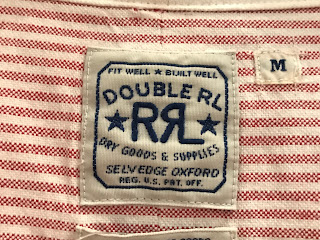 FIT WELL ★ BUILT WELL
DOUBLE RL
★RRL★
DRY GOODS & SUPPLIES
SELVEDGE OXFORD
REG. U.S. PAT. OFF.
M